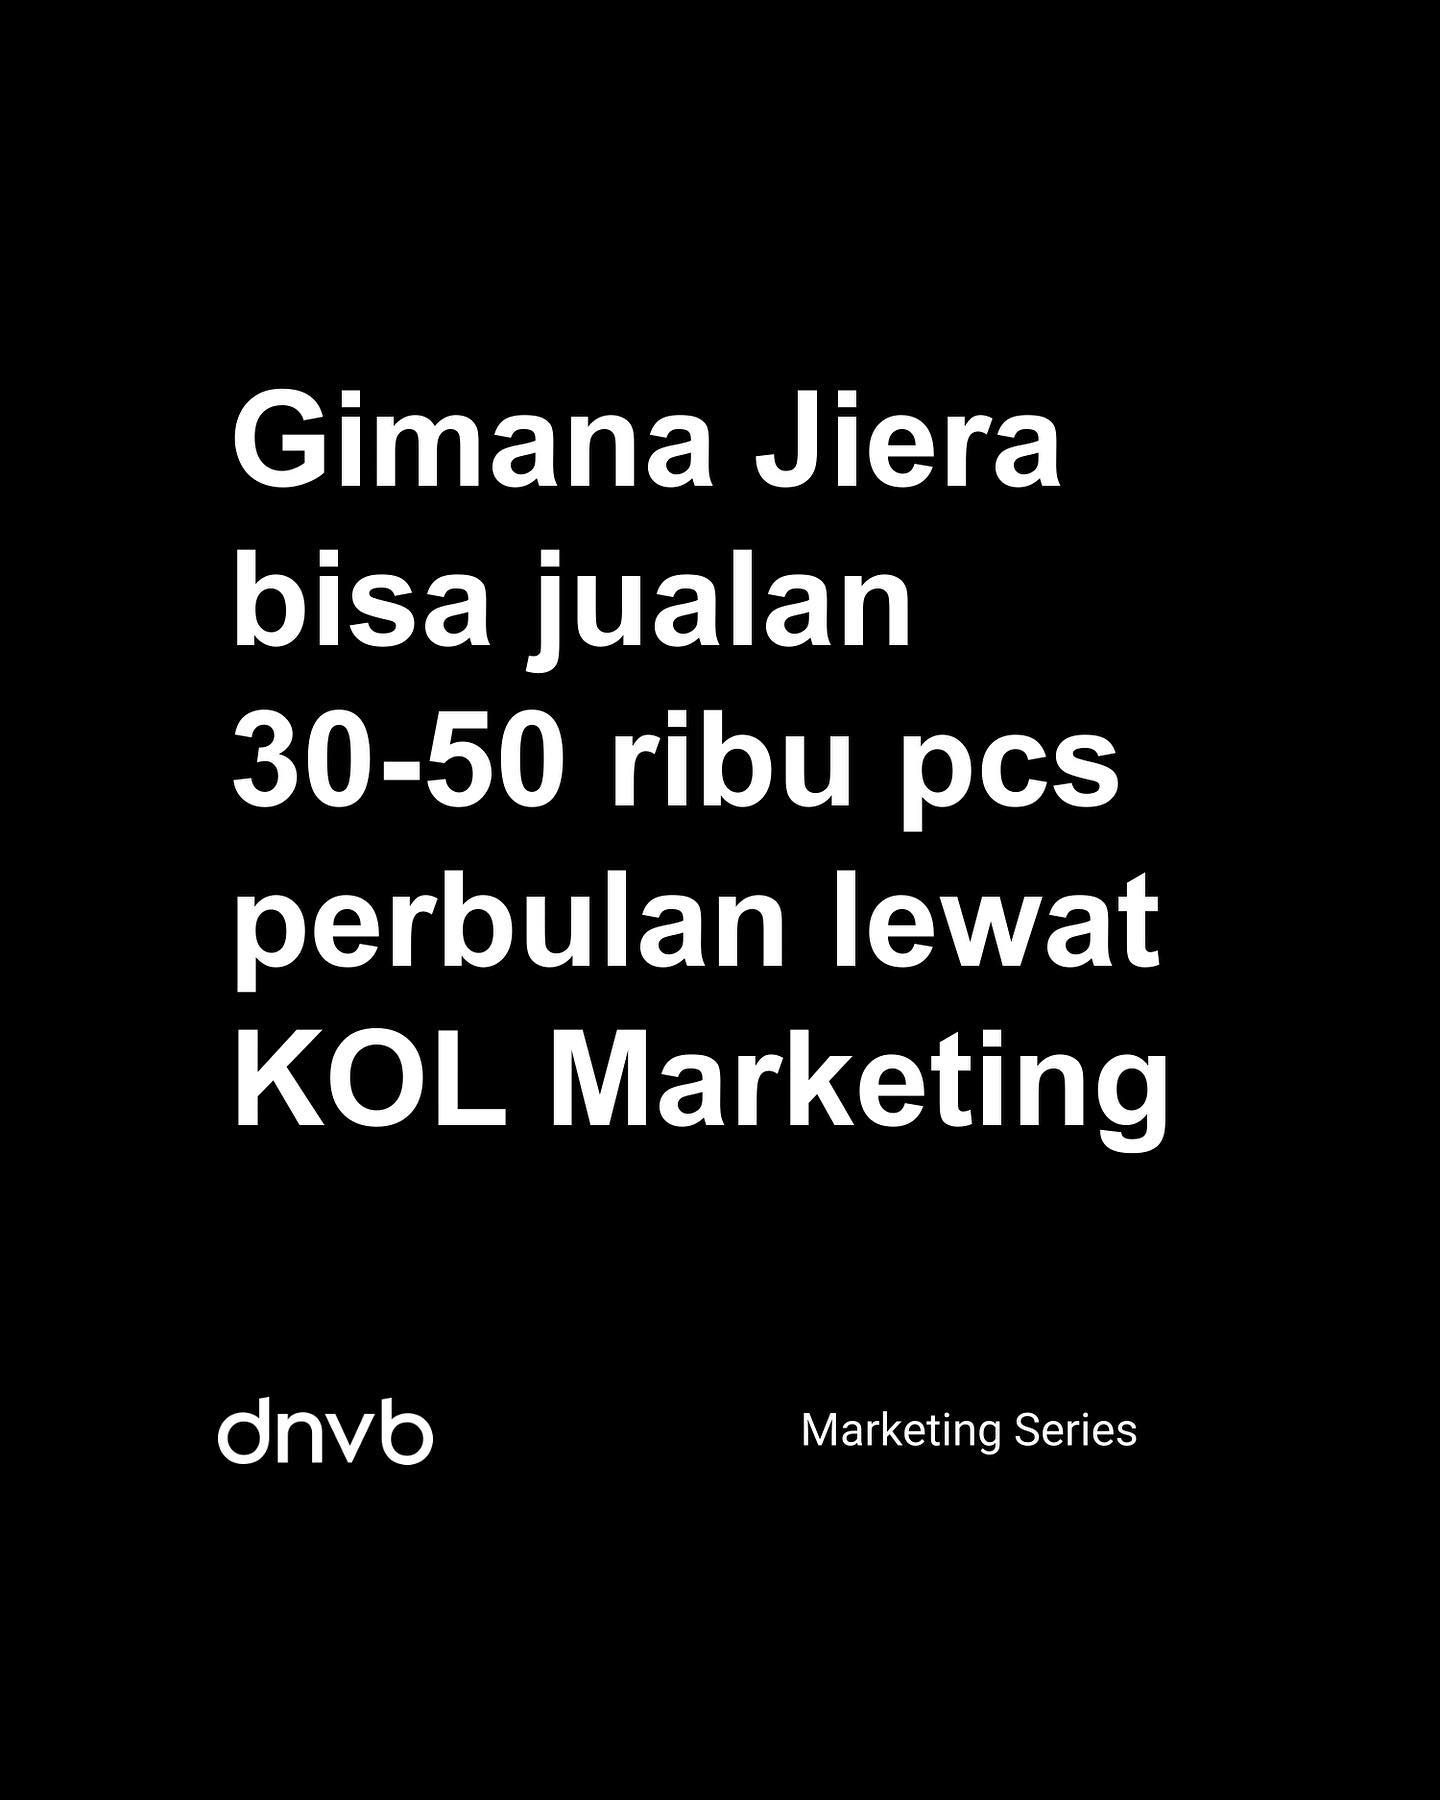 Gimana Jiera
bisa jualan
30-50 ribu pcs
perbulan lewat
KOL Marketing
dnvb
Marketing Series